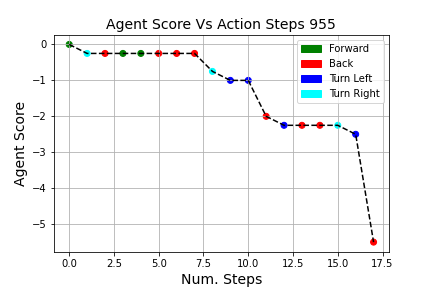 Agent Score Vs Action Steps 955
Agent Score
0
−1
−2
−3
−4
−5
Forward
Back
Turn Left
Turn Right
0.0 2.5 5.0 7.5 10.0 12.5 15.0 17.5
Num. Steps